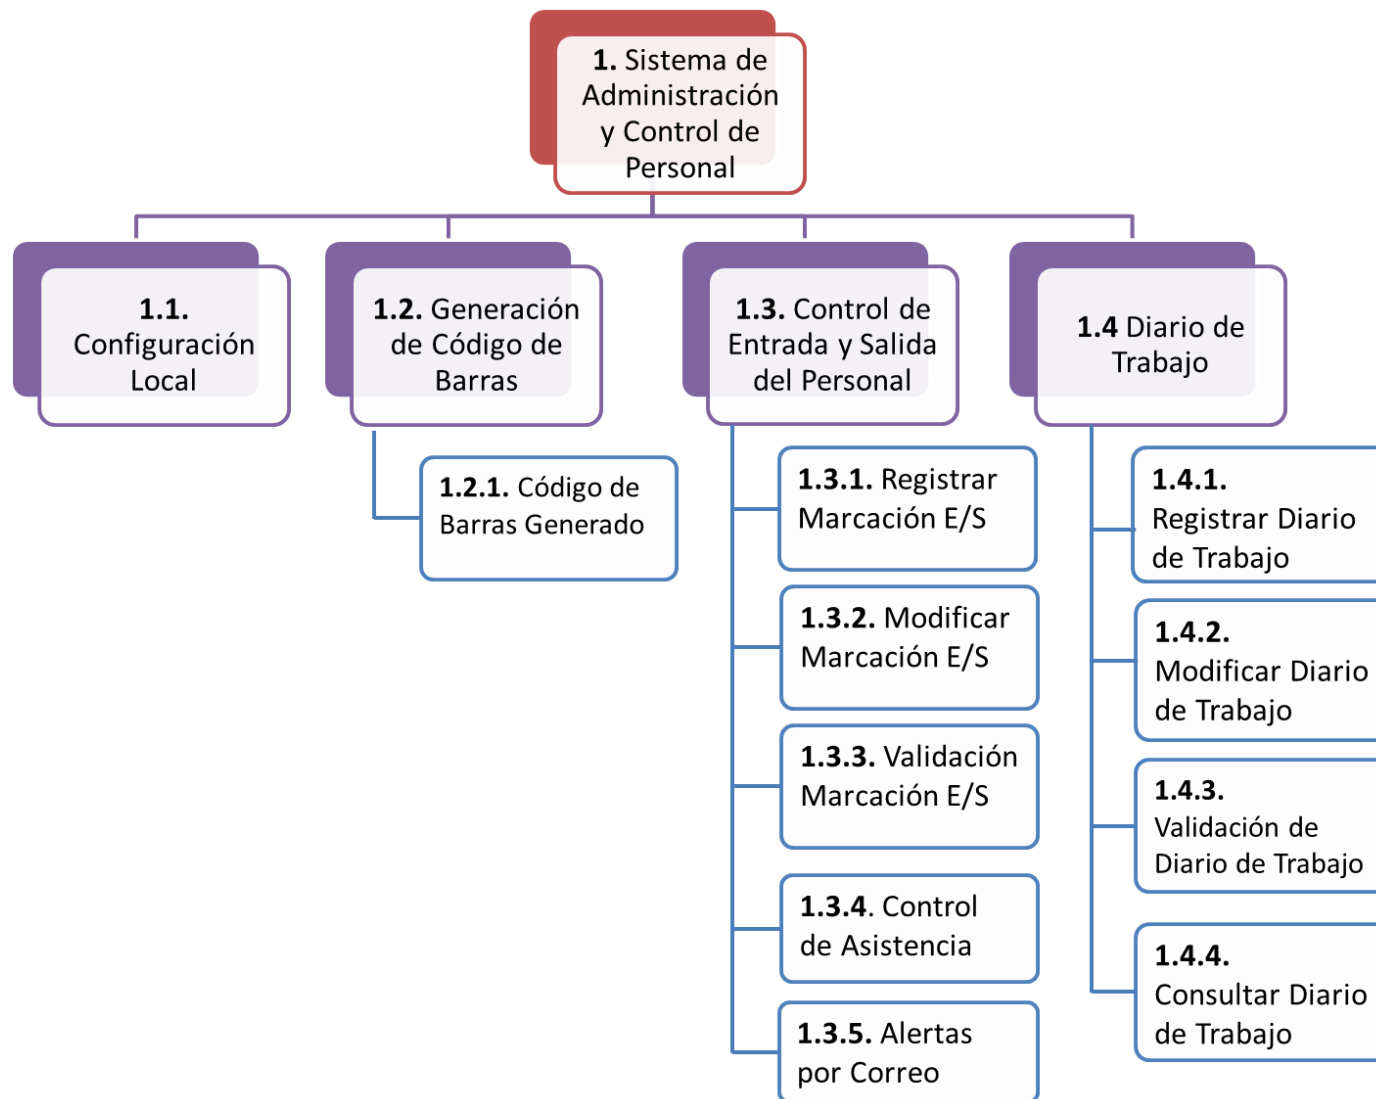 1. Sistema de
Administración
y Control de
Personal
1.1.
Configuración
Local
1.2. Generación
de Código de
Barras
1.3. Control de
Entrada y Salida
del Personal
1.4 Diario de
Trabajo
1.2.1. Código de
Barras Generado
1.3.1. Registrar
Marcación E/S
1.3.2. Modificar
Marcación E/S
1.3.3. Validación
Marcación E/S
1.3.4. Control
de Asistencia
1.3.5. Alertas
por Correo
1.4.1.
Registrar Diario
de Trabajo
1.4.2.
Modificar Diario
de Trabajo
1.4.3.
Validación de
Diario de Trabajo
1.4.4.
Consultar Diario
de Trabajo